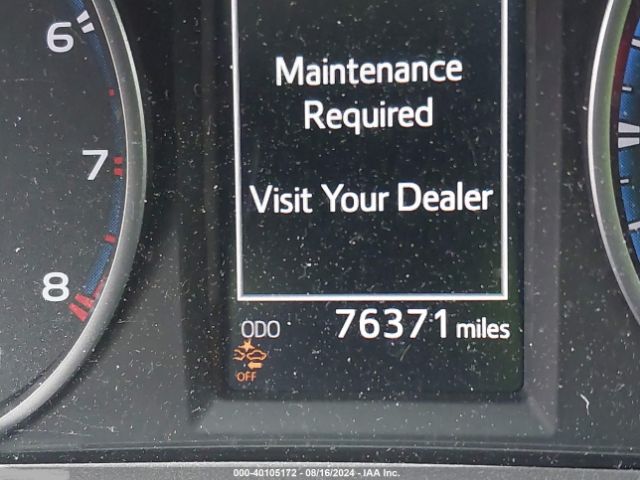 6
7
8
Maintenance
Required
Visit Your Dealer
ODO 76371 miles
OFF
000-40105172 - 08/16/2024 - IAA Inc.